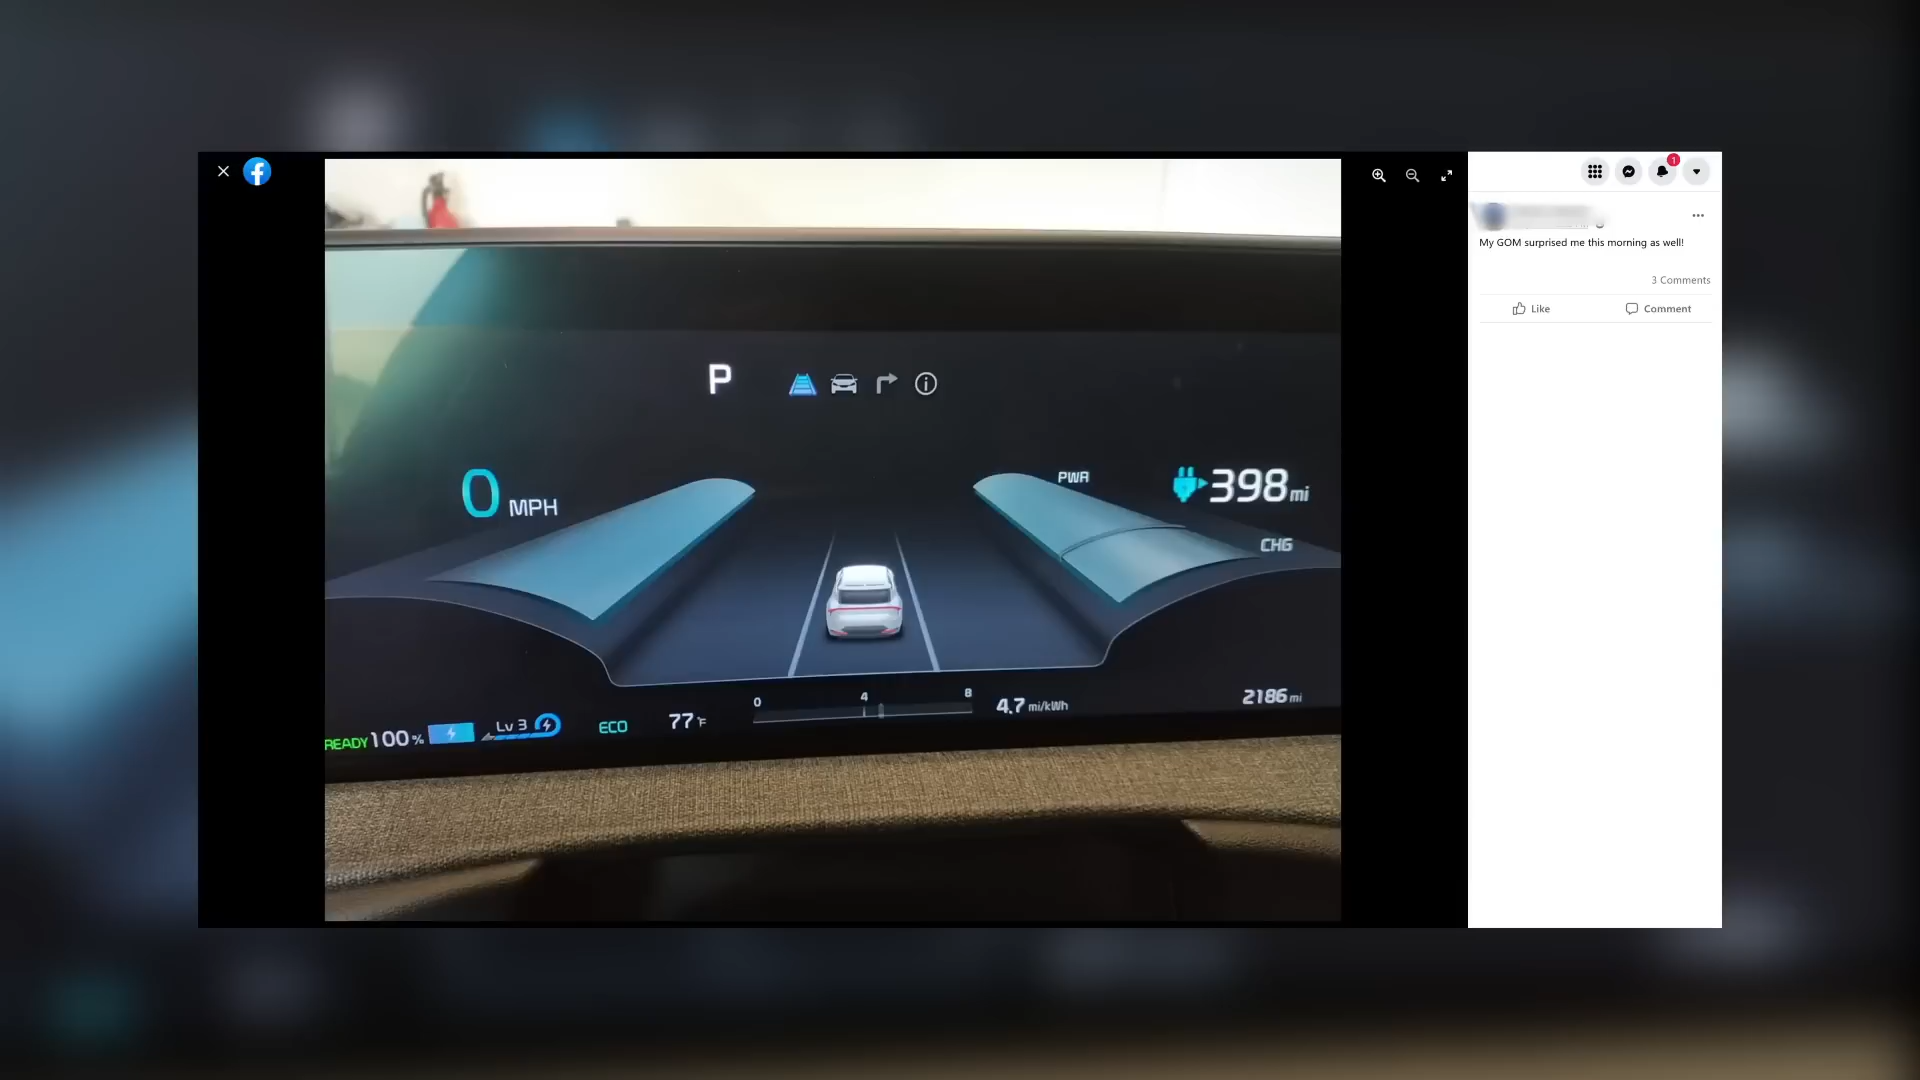 1
My GOM surprised me this morning as well!
3 Comments
Like
Comment
P
0 MPH
PWR
398 mi
CHG
0 4 8
4.7 mi/kWh
2186 mi
READY 100% Lv 3
ECO
77°F